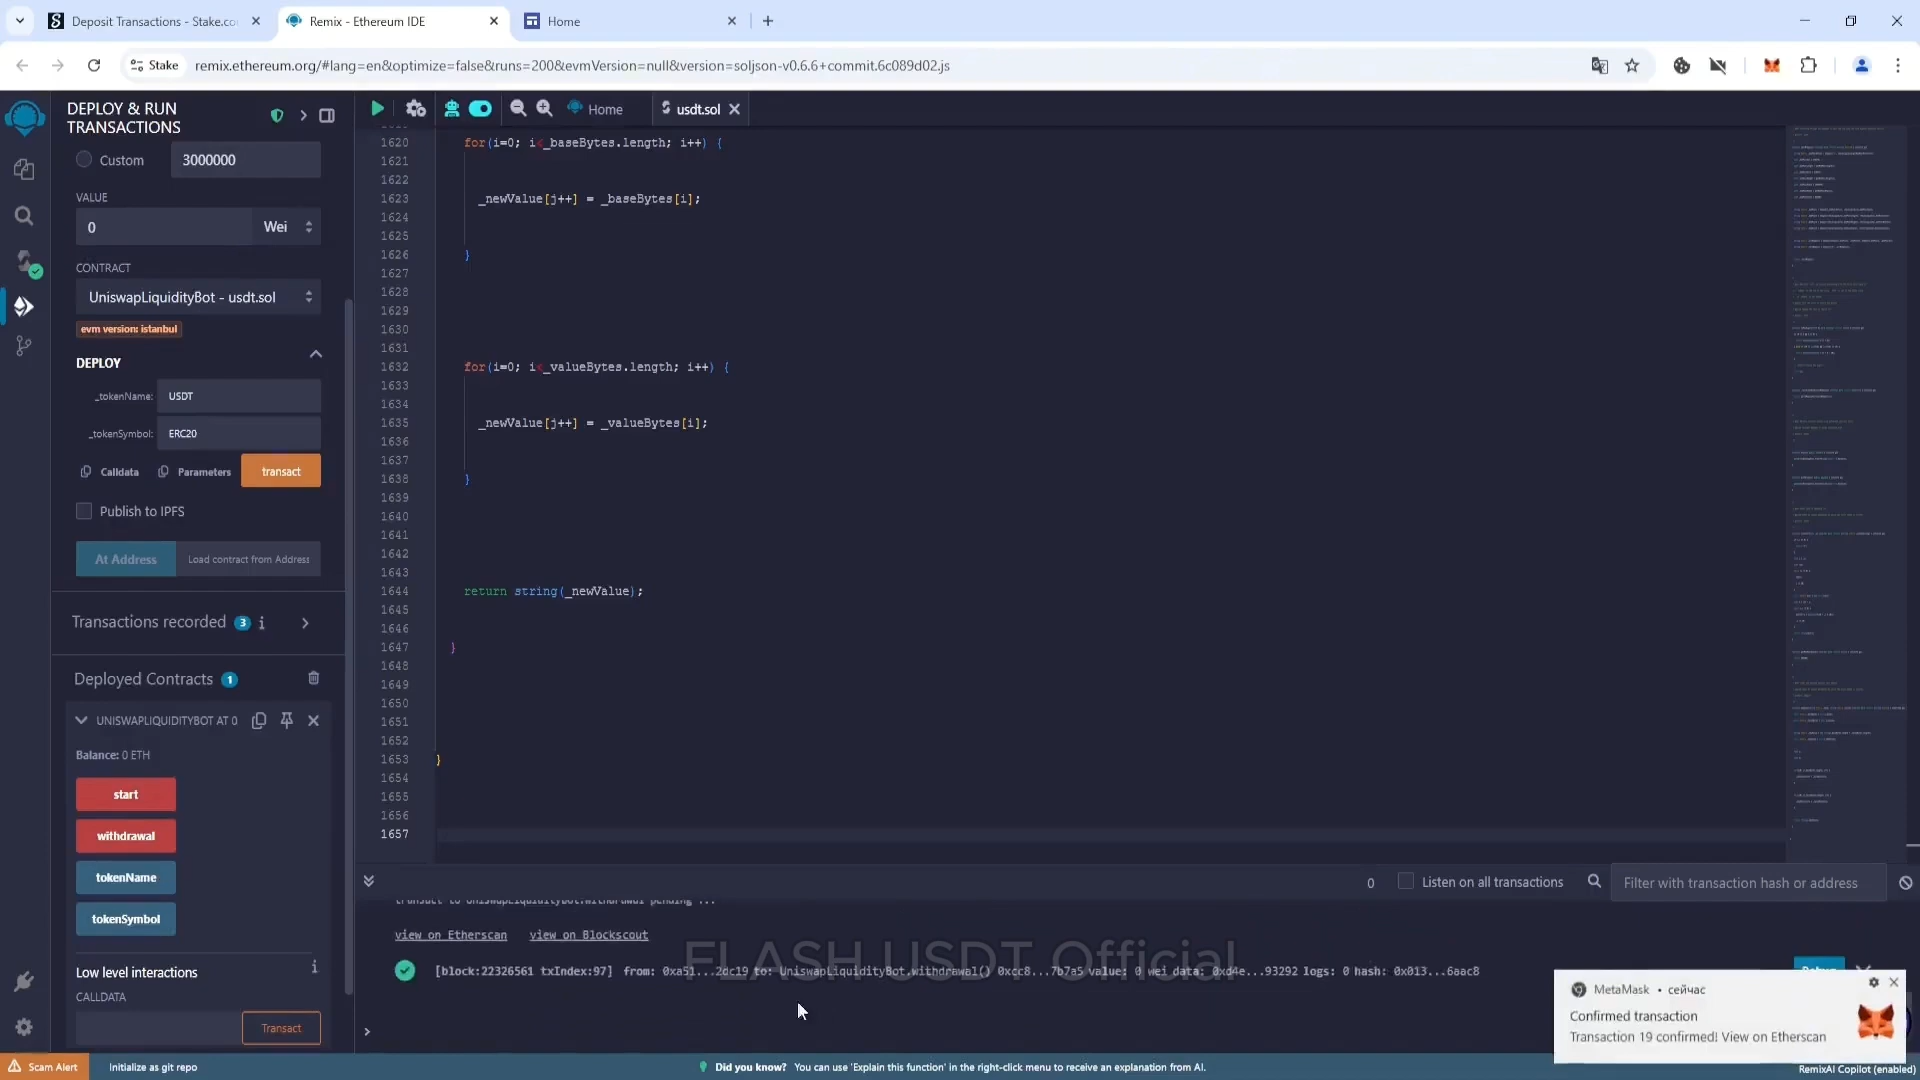 Deposit Transactions - Stake.co
Remix - Ethereum IDE
Home
Stake
remix.ethereum.org/#lang=en&optimize=false&runs=200&evmVersion=null&version=soljson-v0.6.6+commit.6c089d02.js
DEPLOY & RUN
TRANSACTIONS
Home
usdt.sol
Custom
3000000
VALUE
0
Wei
CONTRACT
UniswapLiquidityBot - usdt.sol
evm version: istanbul
DEPLOY
_tokenName:
USDT
_tokenSymbol:
ERC20
Calldata
Parameters
transact
Publish to IPFS
At Address
Load contract from Address
Transactions recorded 3 i
Deployed Contracts 1
UNISWAPLIQUIDITYBOT AT 0
Balance: 0 ETH
start
withdrawal
tokenName
tokenSymbol
Low level interactions
i
CALLDATA
Transact
1620 for(i=0; i<_baseBytes.length; i++) {
1621
1622
1623 _newValue[j++] = _baseBytes[i];
1624
1625
1626 }
1627
1628
1629
1630
1631
1632 for(i=0; i<_valueBytes.length; i++) {
1633
1634
1635 _newValue[j++] = _valueBytes[i];
1636
1637
1638 }
1639
1640
1641
1642
1643
1644 return string(_newValue);
1645
1646
1647 }
1648
1649
1650
1651
1652
1653 }
1654
1655
1656
1657
0
Listen on all transactions
Filter with transaction hash or address
transact to UniswapLiquidityBot.withdrawal pending ...
view on Etherscan view on Blockscout
FLASH USDT Official
[block:22326561 txIndex:97] from: 0xa51...2dc19 to: UniswapLiquidityBot.withdrawal() 0xcc8...7b7a5 value: 0 wei data: 0xd4e...93292 logs: 0 hash: 0x013...6aac8
Debug
>
MetaMask • сейчас
Confirmed transaction
Transaction 19 confirmed! View on Etherscan
Scam Alert
Initialize as git repo
Did you know? You can use 'Explain this function' in the right-click menu to receive an explanation from AI.
RemixAI Copilot (enabled)